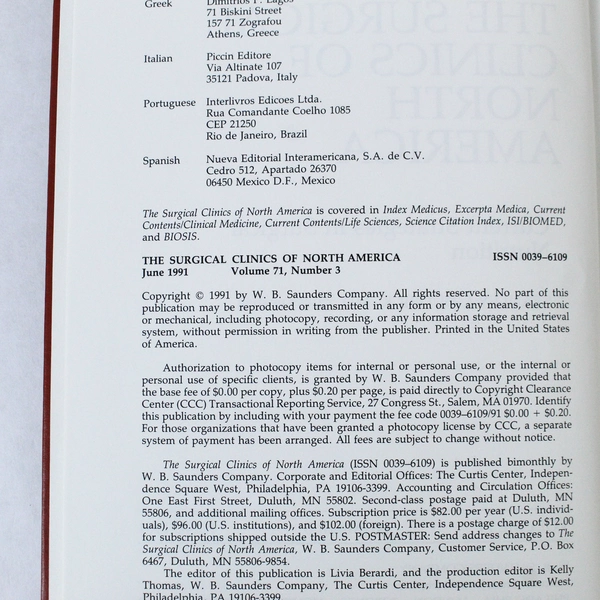 Greek Dimitrios P. Lagos
71 Biskini Street
157 71 Zografou
Athens, Greece
Italian Piccin Editore
Via Altinate 107
35121 Padova, Italy
Portuguese Interlivros Edicoes Ltda.
Rua Comandante Coelho 1085
CEP 21250
Rio de Janeiro, Brazil
Spanish Nueva Editorial Interamericana, S.A. de C.V.
Cedro 512, Apartado 26370
06450 Mexico D.F., Mexico
The Surgical Clinics of North America is covered in Index Medicus, Excerpta Medica, Current
Contents/Clinical Medicine, Current Contents/Life Sciences, Science Citation Index, ISI/BIOMED,
and BIOSIS.
THE SURGICAL CLINICS OF NORTH AMERICA ISSN 0039–6109
June 1991 Volume 71, Number 3
Copyright © 1991 by W. B. Saunders Company. All rights reserved. No part of this
publication may be reproduced or transmitted in any form or by any means, electronic
or mechanical, including photocopy, recording, or any information storage and retrieval
system, without permission in writing from the publisher. Printed in the United States
of America.
Authorization to photocopy items for internal or personal use, or the internal or
personal use of specific clients, is granted by W. B. Saunders Company provided that
the base fee of $0.00 per copy, plus $0.20 per page, is paid directly to Copyright Clearance
Center (CCC) Transactional Reporting Service, 27 Congress St., Salem, MA 01970. Identify
this publication by including with your payment the fee code 0039–6109/91 $0.00 + $0.20.
For those organizations that have been granted a photocopy license by CCC, a separate
system of payment has been arranged. All fees are subject to change without notice.
The Surgical Clinics of North America (ISSN 0039–6109) is published bimonthly by
W. B. Saunders Company. Corporate and Editorial Offices: The Curtis Center, Indepen-
dence Square West, Philadelphia, PA 19106-3399. Accounting and Circulation Offices:
One East First Street, Duluth, MN 55802. Second-class postage paid at Duluth, MN
55806, and additional mailing offices. Subscription price is $82.00 per year (U.S. individ-
uals), $96.00 (U.S. institutions), and $102.00 (foreign). There is a postage charge of $12.00
for subscriptions shipped outside the U.S. POSTMASTER: Send address changes to The
Surgical Clinics of North America, W. B. Saunders Company, Customer Service, P.O. Box
6467, Duluth, MN 55806-9854.
The editor of this publication is Livia Berardi, and the production editor is Kelly
Thomas, W. B. Saunders Company, The Curtis Center, Independence Square West,
Philadelphia, PA 19106-3399.